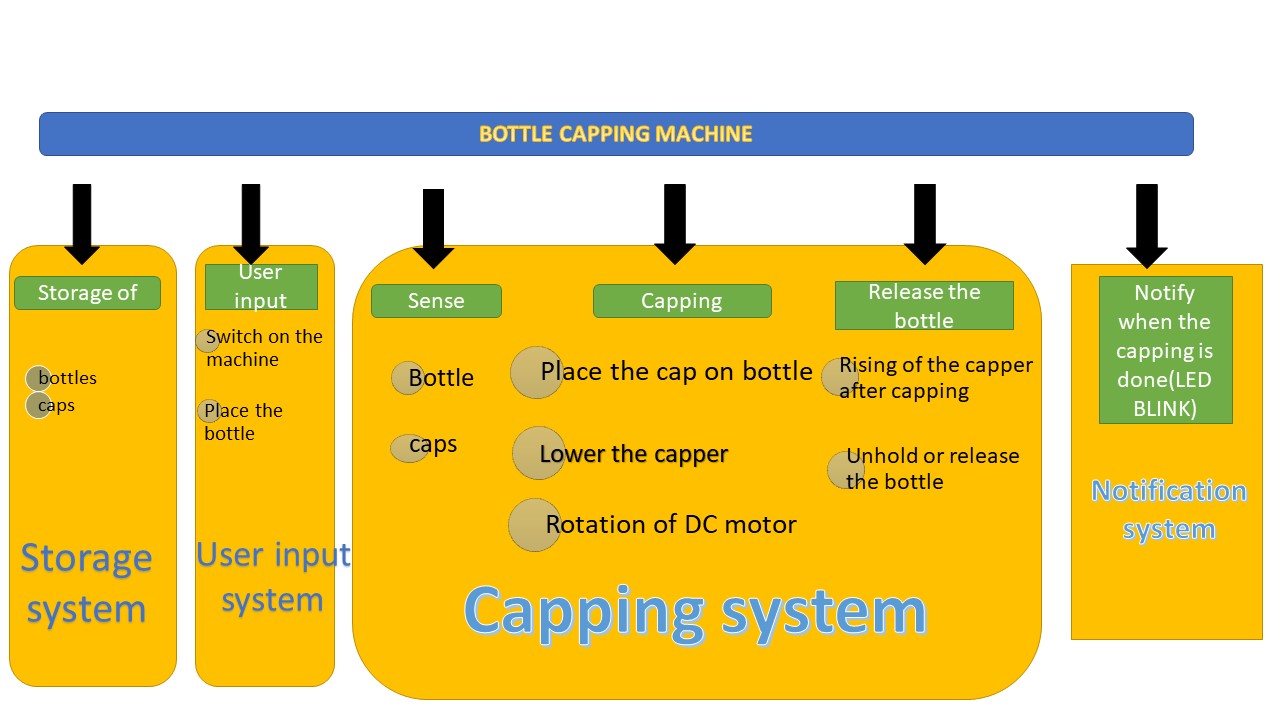 BOTTLE CAPPING MACHINE
Storage of
bottles
caps
Storage
system
User
input
Switch on the
machine
Place the
bottle
User input
system
Sense
Bottle
caps
Capping
Place the cap on bottle
Lower the capper
Rotation of DC motor
Release the
bottle
Rising of the capper
after capping
Unhold or release
the bottle
Capping system
Notify
when the
capping is
done(LED
BLINK)
Notification
system